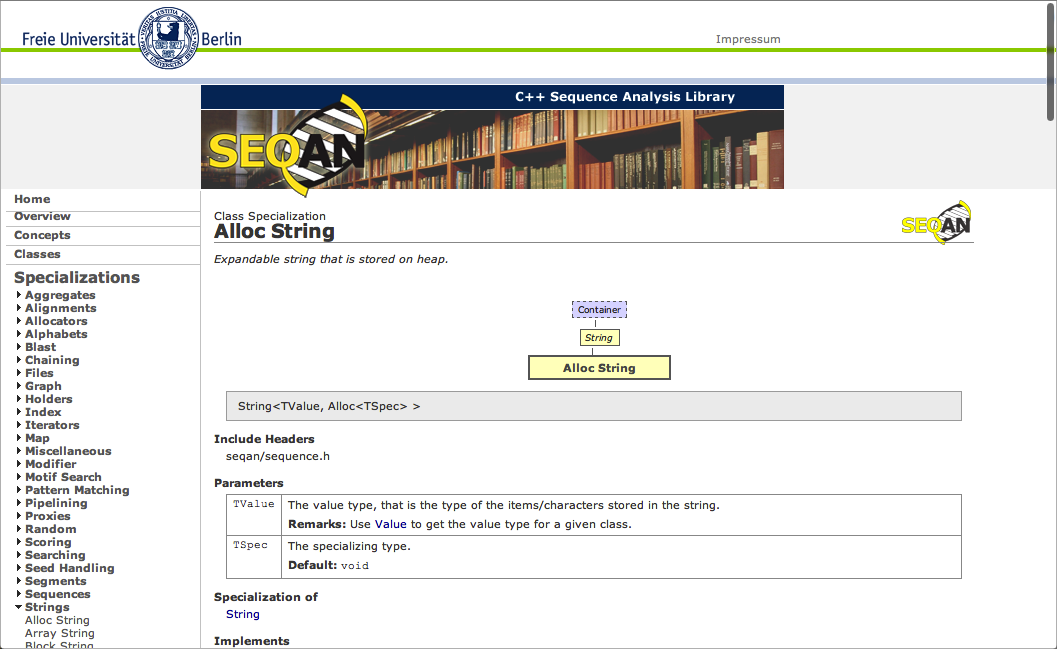 Freie Universität Berlin
Impressum
C++ Sequence Analysis Library
SEQAN
Home
Overview
Concepts
Classes
Specializations
Aggregates
Alignments
Allocators
Alphabets
Blast
Chaining
Files
Graph
Holders
Index
Iterators
Map
Miscellaneous
Modifier
Motif Search
Pattern Matching
Pipelining
Proxies
Random
Scoring
Searching
Seed Handling
Segments
Sequences
Strings
Alloc String
Array String
Block String
Class Specialization
Alloc String
SEQAN
Expandable string that is stored on heap.
Container
String
Alloc String
String<TValue, Alloc<TSpec> >
Include Headers
seqan/sequence.h
Parameters
TValue The value type, that is the type of the items/characters stored in the string.
Remarks: Use Value to get the value type for a given class.
TSpec The specializing type.
Default: void
Specialization of
String
Implements